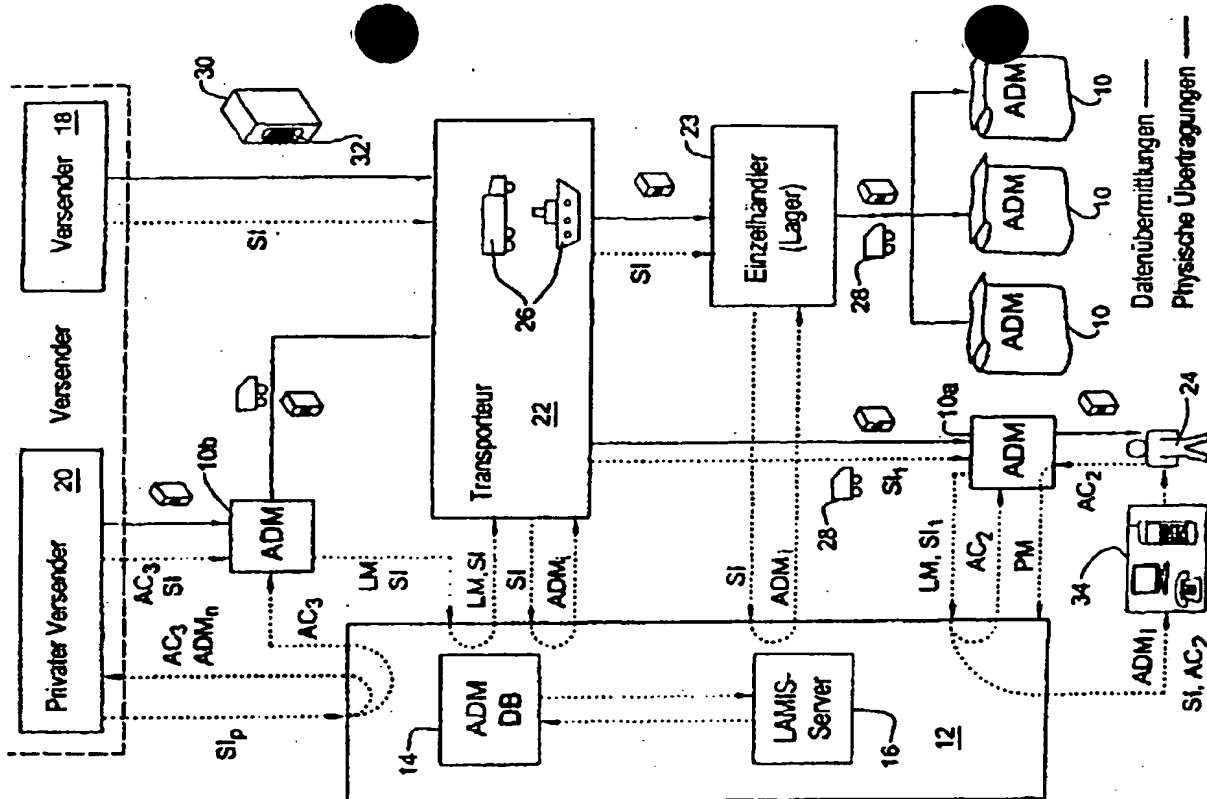 Versender
Privater Versender
20
Versender 18
30
32
SI
AC3
SI
10b
ADM
AC3
ADMn
SIp
AC3
LM
SI
Transporteur
22
26
LM, SI
SI
ADMi
SI
23
Einzelhändler
(Lager)
14
ADM
DB
LAMIS-
Server
16
12
SI
ADMi
28
SI1
28
10a
ADM
LM, SI1
AC2
PM
AC2
24
34
ADM1
SI, AC2
ADM
10
ADM
10
ADM
10
Datenübermittlungen
Physische Übertragungen